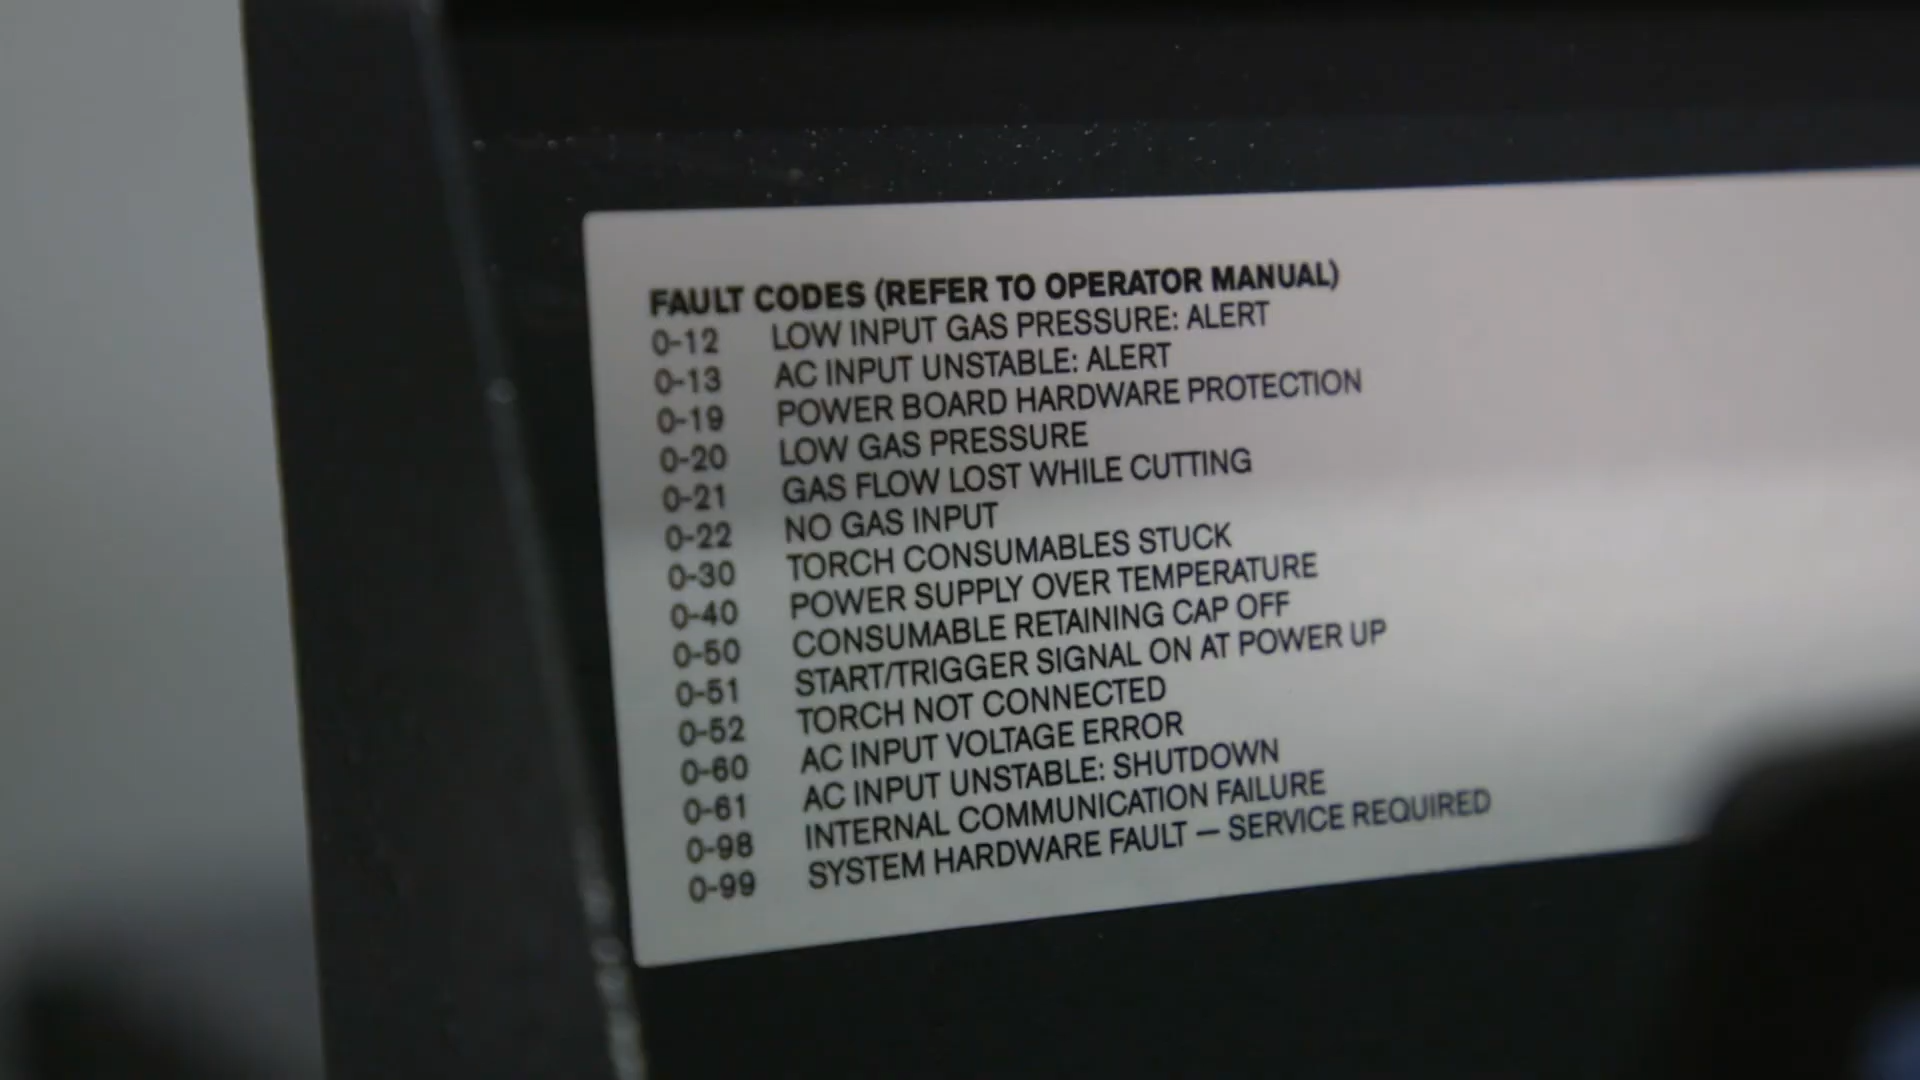 FAULT CODES (REFER TO OPERATOR MANUAL)
0-12 LOW INPUT GAS PRESSURE: ALERT
0-13 AC INPUT UNSTABLE: ALERT
0-19 POWER BOARD HARDWARE PROTECTION
0-20 LOW GAS PRESSURE
0-21 GAS FLOW LOST WHILE CUTTING
0-22 NO GAS INPUT
0-30 TORCH CONSUMABLES STUCK
0-40 POWER SUPPLY OVER TEMPERATURE
0-50 CONSUMABLE RETAINING CAP OFF
0-51 START/TRIGGER SIGNAL ON AT POWER UP
0-52 TORCH NOT CONNECTED
0-60 AC INPUT VOLTAGE ERROR
0-61 AC INPUT UNSTABLE: SHUTDOWN
0-98 INTERNAL COMMUNICATION FAILURE
0-99 SYSTEM HARDWARE FAULT — SERVICE REQUIRED